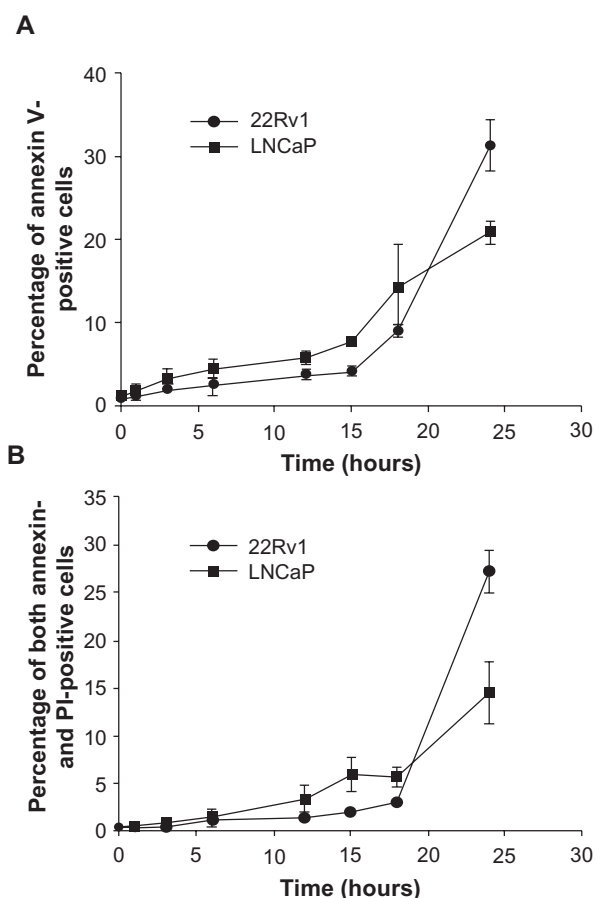 A
Percentage of annexin V-
positive cells
40
30
20
10
0
22Rv1
LNCaP
0 5 10 15 20 25 30
Time (hours)
B
Percentage of both annexin-
and PI-positive cells
35
30
25
20
15
10
5
0
22Rv1
LNCaP
0 5 10 15 20 25 30
Time (hours)